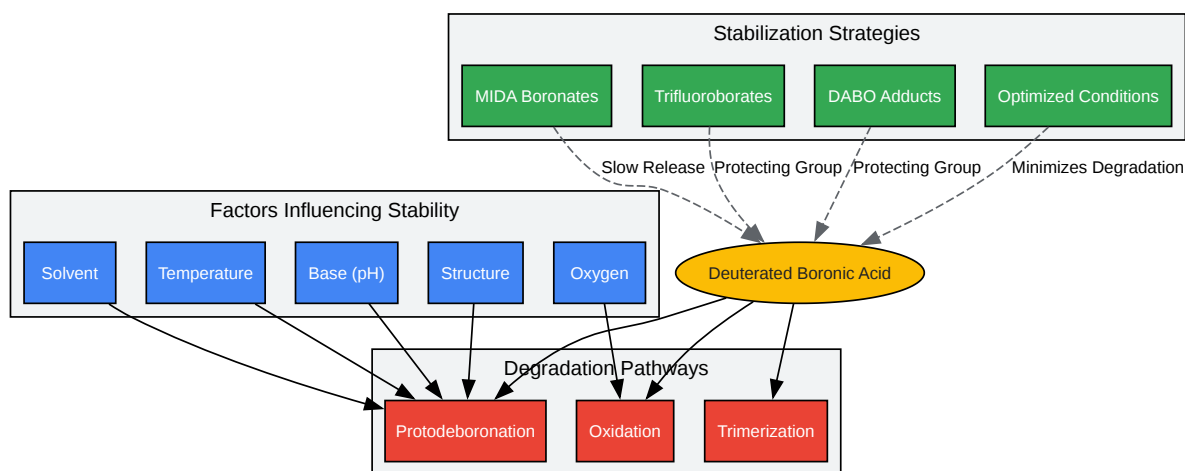 Stabilization Strategies
MIDA Boronates
Trifluoroborates
DABO Adducts
Optimized Conditions
Slow Release
Protecting Group
Protecting Group
Minimizes Degradation
Factors Influencing Stability
Solvent
Temperature
Base (pH)
Structure
Oxygen
Deuterated Boronic Acid
Degradation Pathways
Protodeboronation
Oxidation
Trimerization